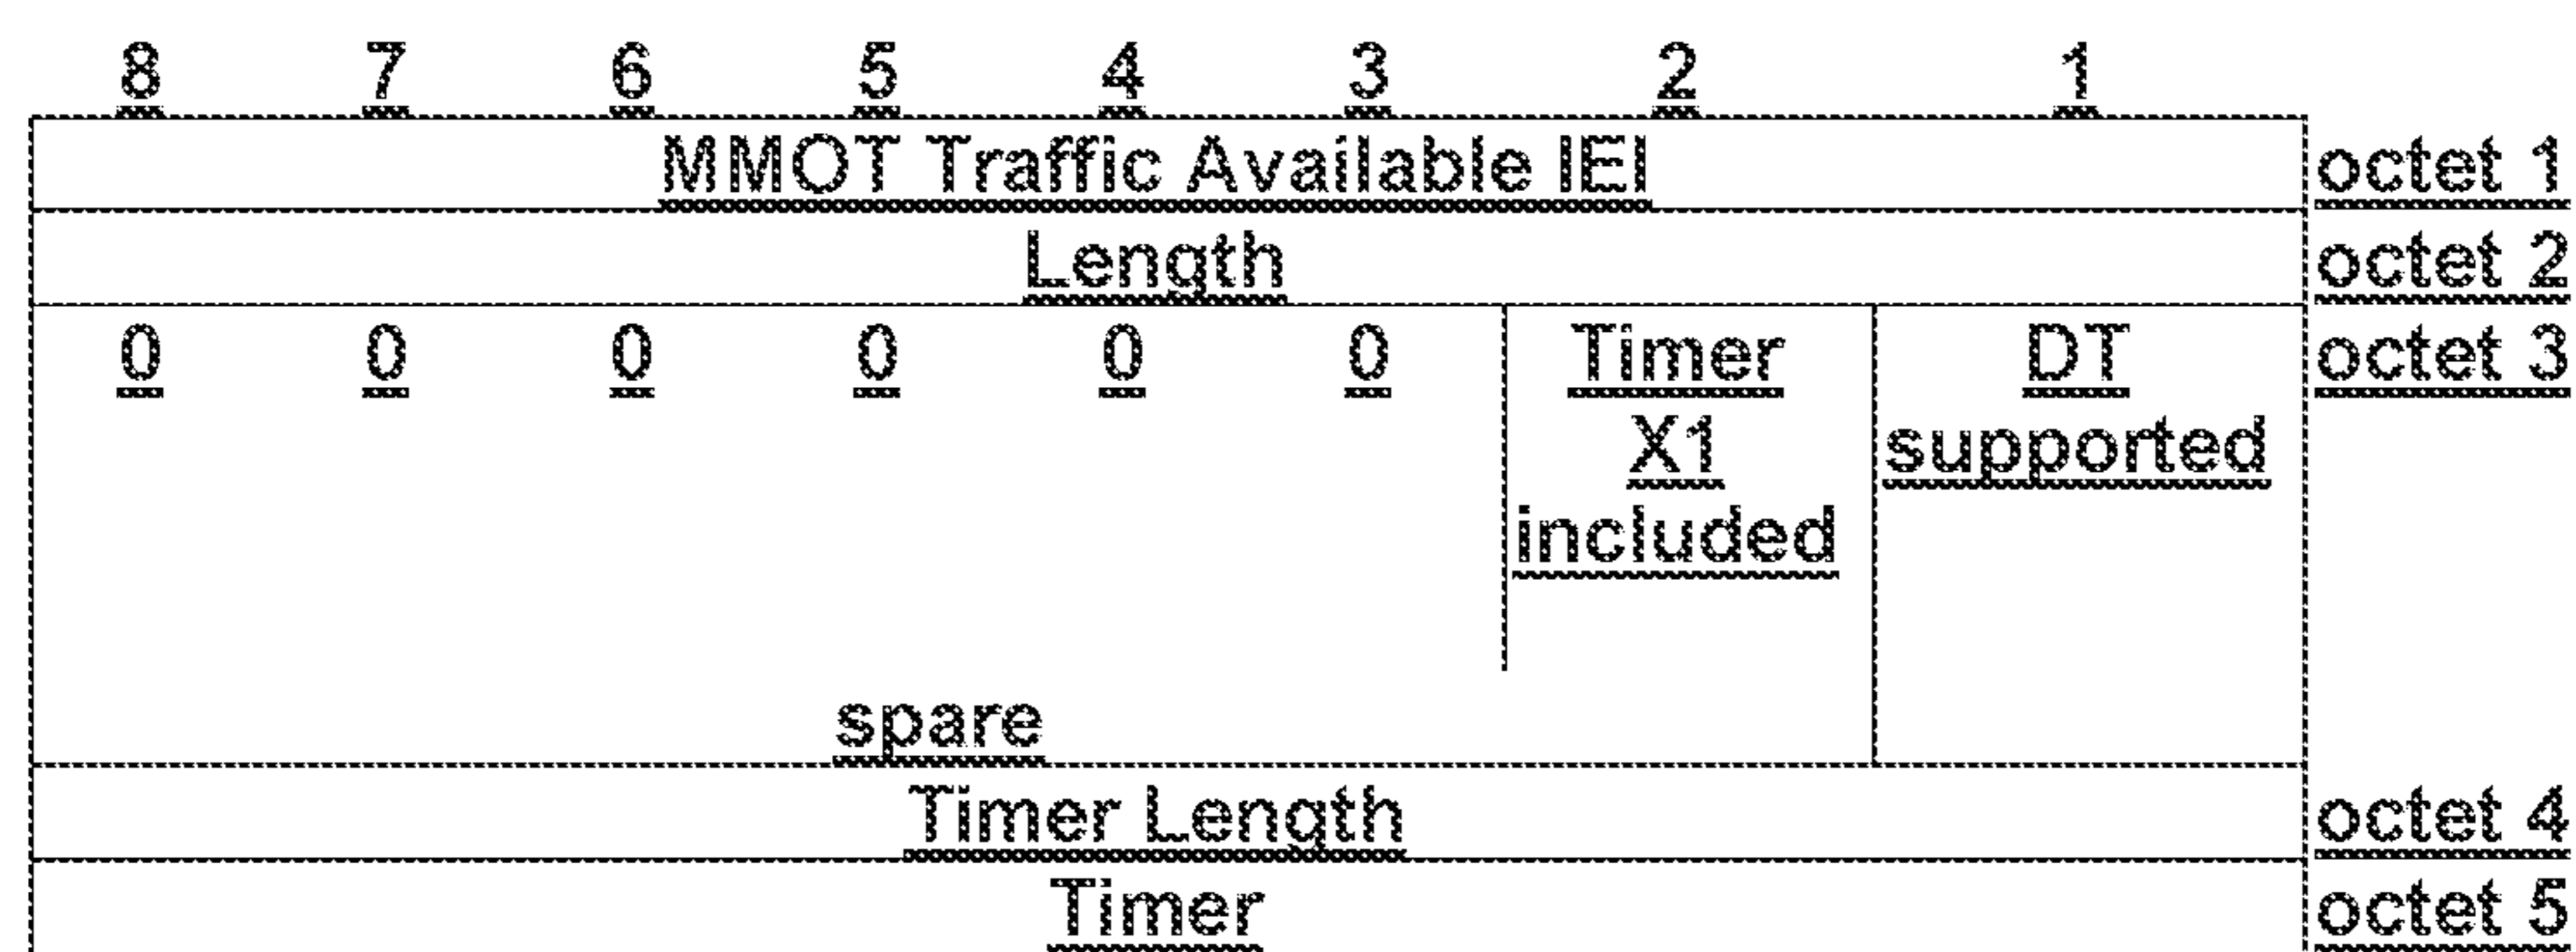 8 7 6 5 4 3 2 1
MMOT Traffic Available IEI octet 1
Length octet 2
0 0 0 0 0 0 Timer DT octet 3
X1 supported
included
spare
Timer Length octet 4
Timer octet 5